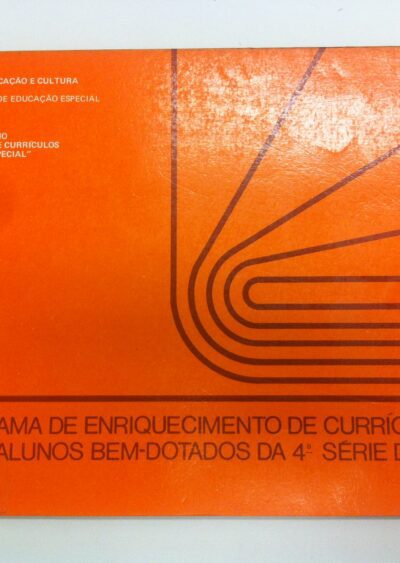 CAÇÃO E CULTURA
DE EDUCAÇÃO ESPECIAL
IO
E CURRÍCULOS
PECIAL"
AMA DE ENRIQUECIMENTO DE CURRÍC
ALUNOS BEM-DOTADOS DA 4ª SÉRIE D